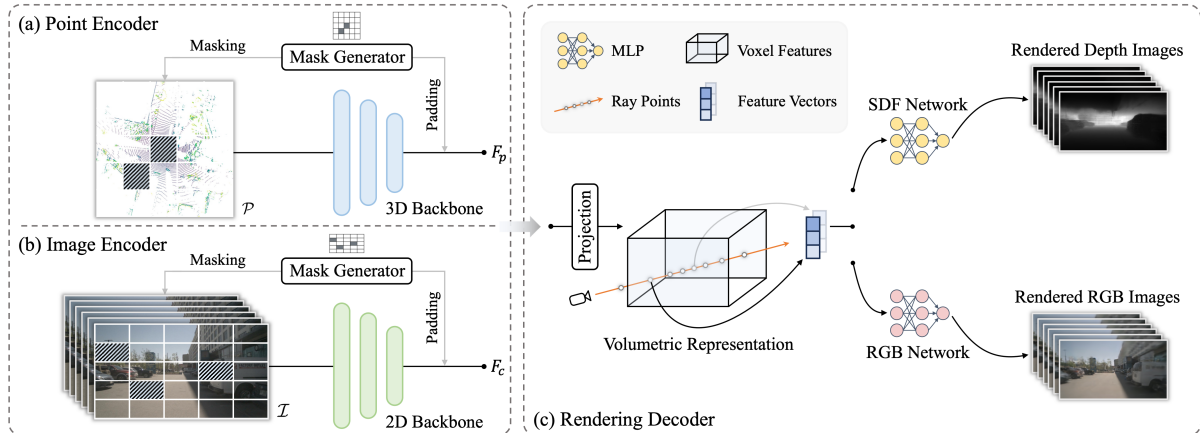 (a) Point Encoder
Masking
Mask Generator
Padding
3D Backbone
𝒫
F_p
(b) Image Encoder
Masking
Mask Generator
Padding
2D Backbone
ℐ
F_c
MLP
Voxel Features
Ray Points
Feature Vectors
Projection
Volumetric Representation
SDF Network
Rendered Depth Images
RGB Network
Rendered RGB Images
(c) Rendering Decoder